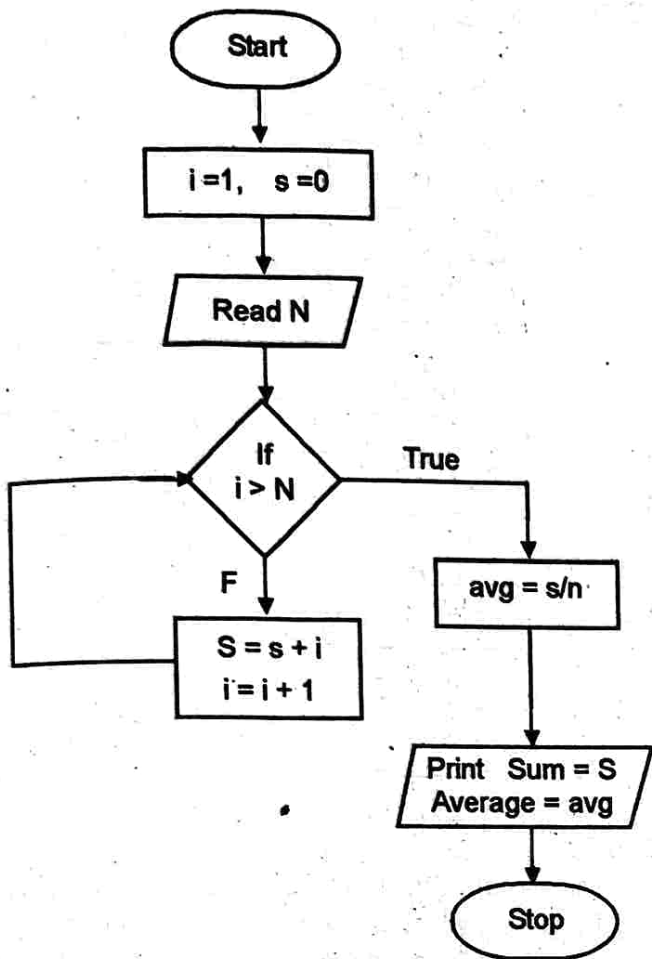 Start
i =1, s =0
Read N
If
i > N
True
F
S = s + i
i = i + 1
avg = s/n
Print Sum = S
Average = avg
Stop